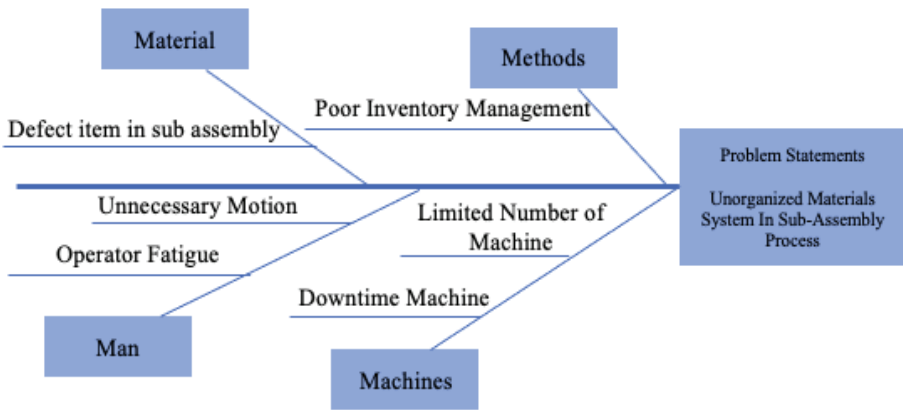 Material
Methods
Poor Inventory Management
Defect item in sub assembly
Problem Statements
Unorganized Materials
System In Sub-Assembly
Process
Unnecessary Motion
Limited Number of
Machine
Operator Fatigue
Downtime Machine
Man
Machines